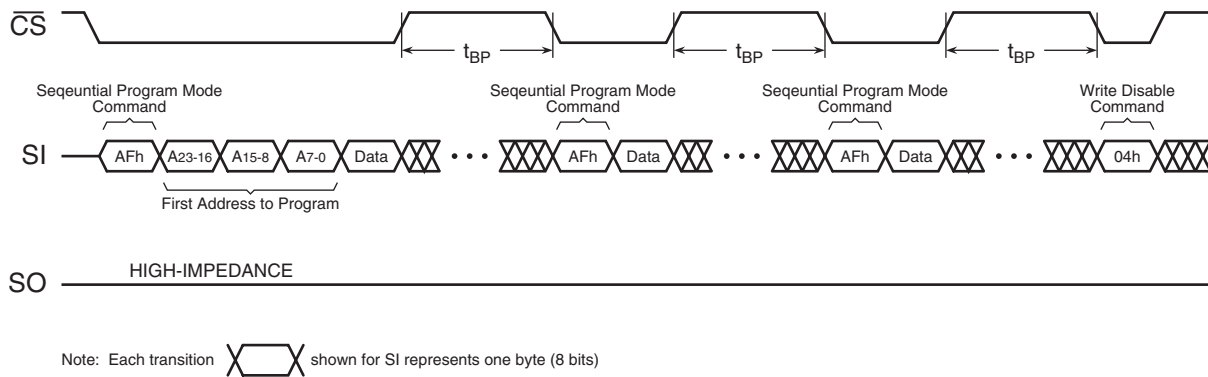 CS
tBP tBP tBP
Seqeuntial Program Mode Command
Seqeuntial Program Mode Command
Seqeuntial Program Mode Command
Write Disable Command
SI AFh A23-16 A15-8 A7-0 Data • • • AFh Data • • • AFh Data • • • 04h
First Address to Program
SO HIGH-IMPEDANCE
Note: Each transition shown for SI represents one byte (8 bits)